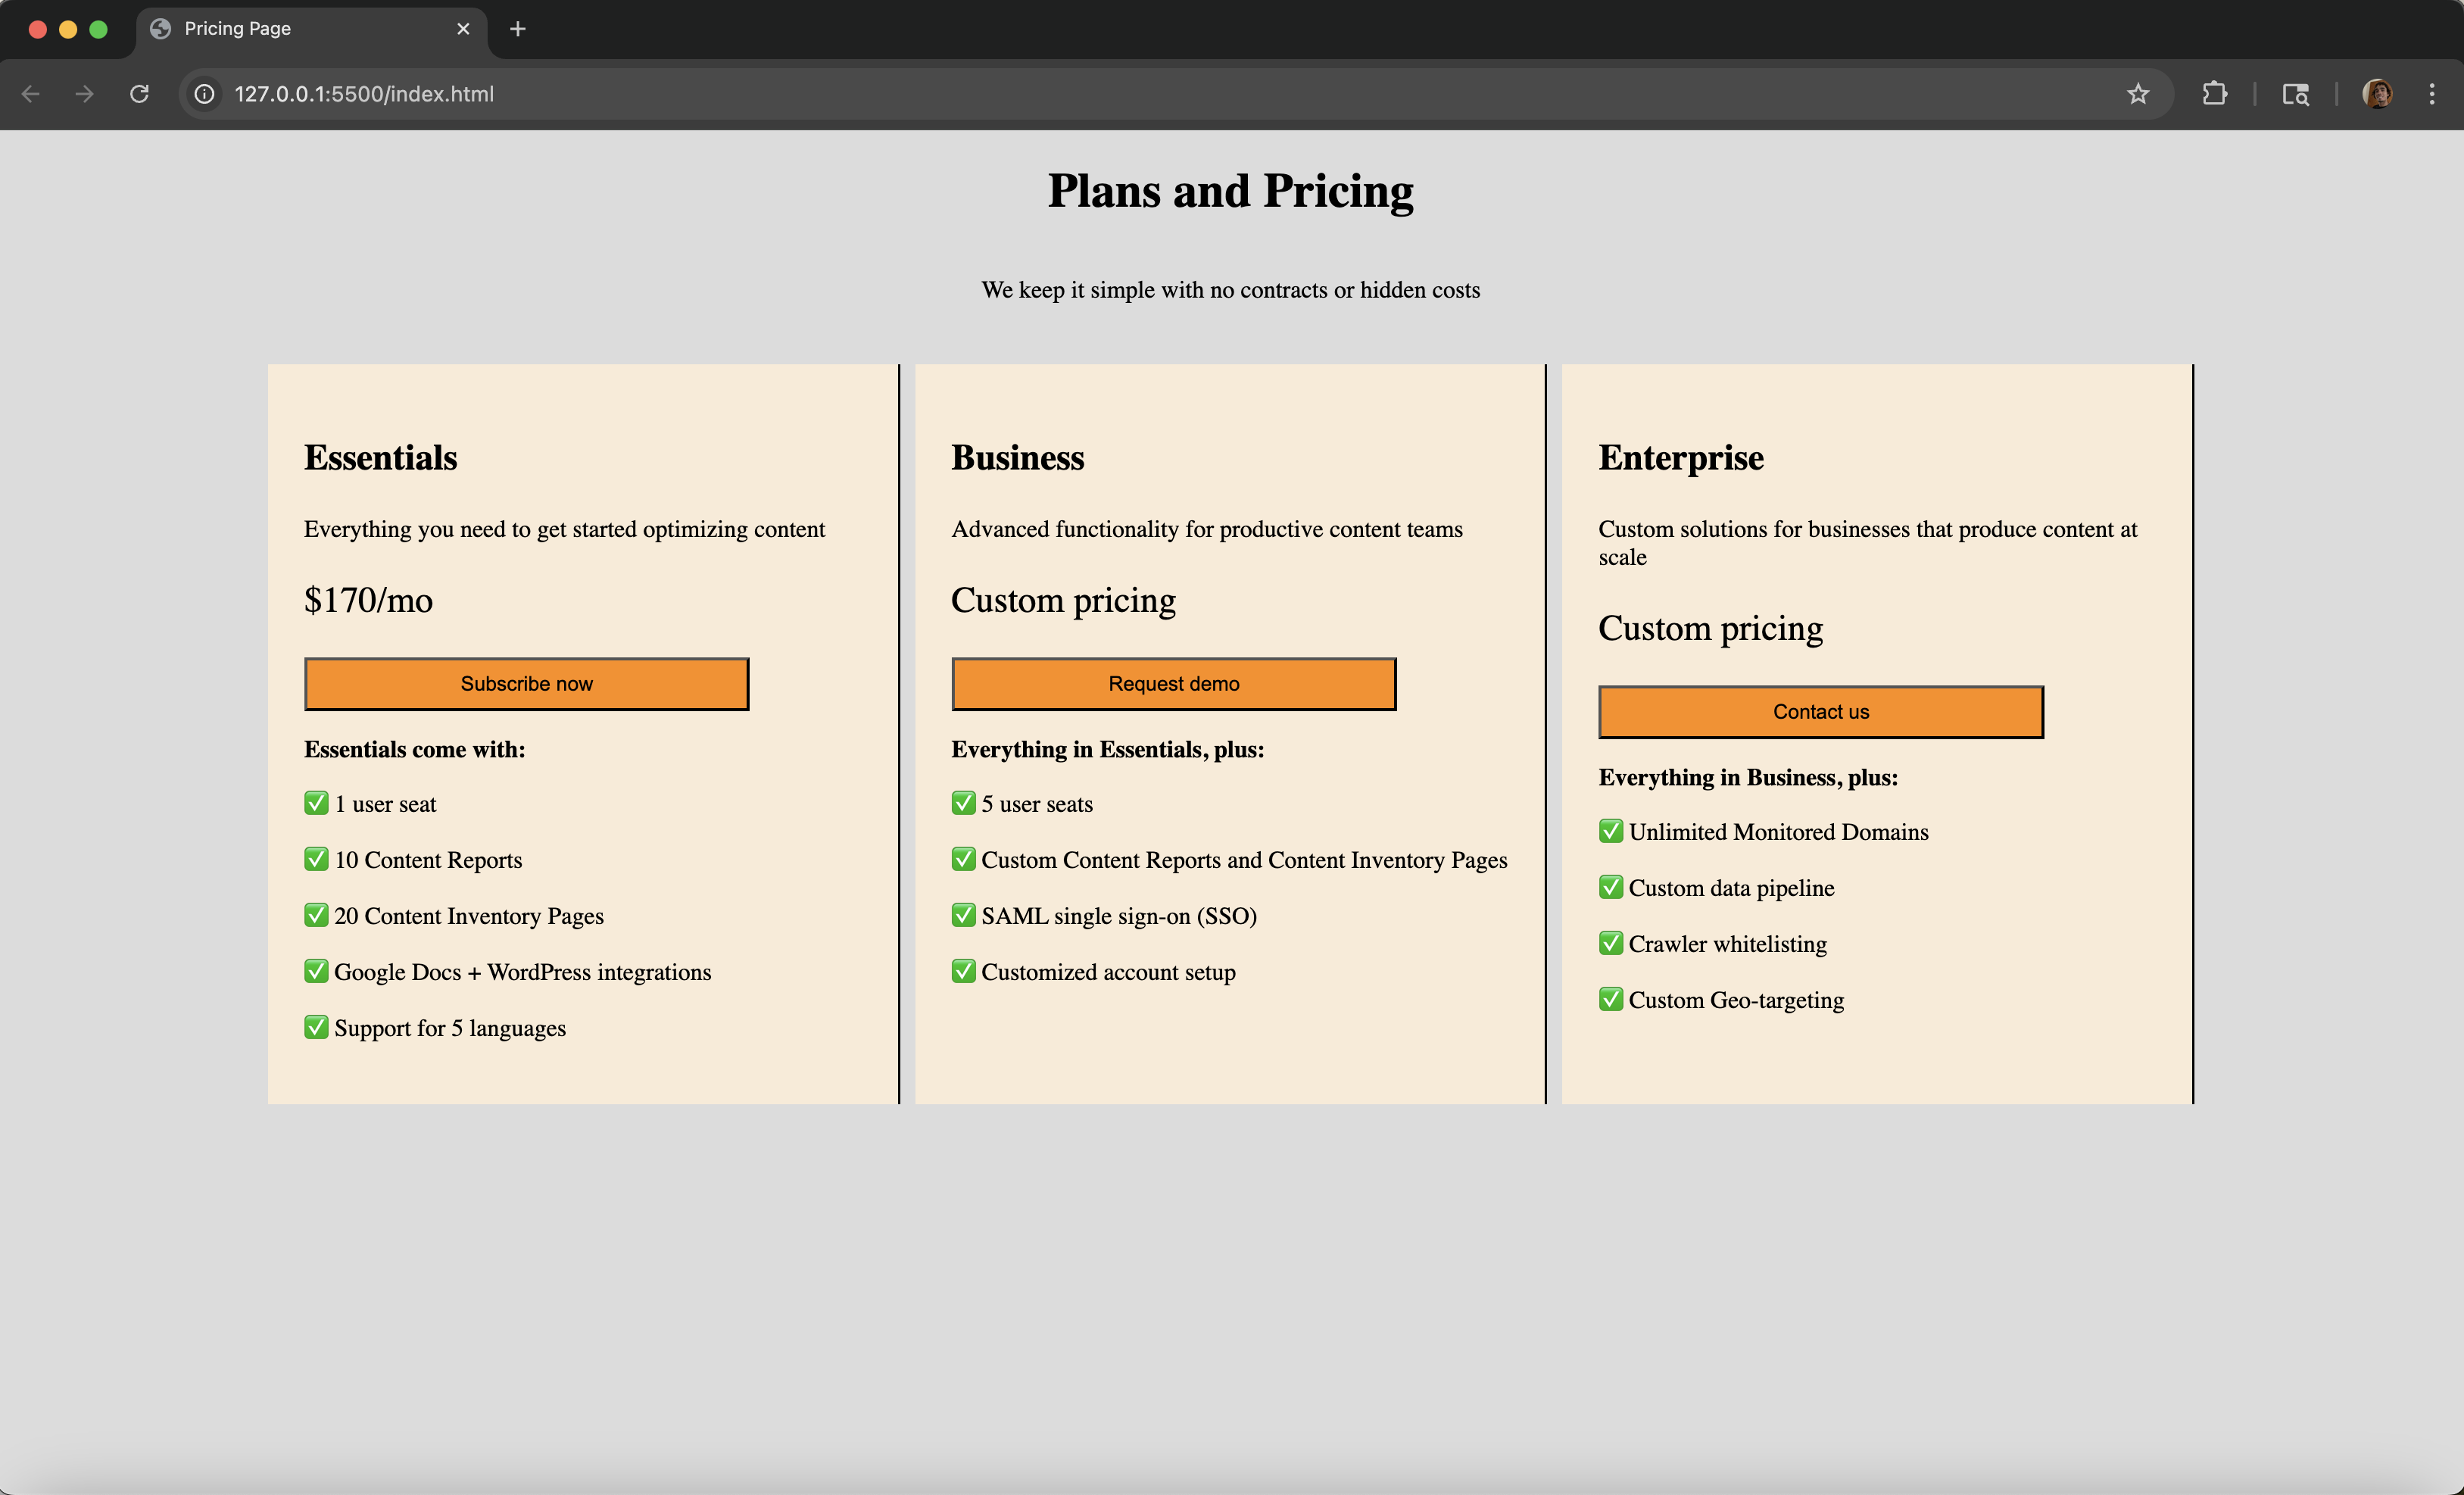 Pricing Page
127.0.0.1:5500/index.html
Plans and Pricing
We keep it simple with no contracts or hidden costs
Essentials
Everything you need to get started optimizing content
$170/mo
Subscribe now
Essentials come with:
✅ 1 user seat
✅ 10 Content Reports
✅ 20 Content Inventory Pages
✅ Google Docs + WordPress integrations
✅ Support for 5 languages
Business
Advanced functionality for productive content teams
Custom pricing
Request demo
Everything in Essentials, plus:
✅ 5 user seats
✅ Custom Content Reports and Content Inventory Pages
✅ SAML single sign-on (SSO)
✅ Customized account setup
Enterprise
Custom solutions for businesses that produce content at
scale
Custom pricing
Contact us
Everything in Business, plus:
✅ Unlimited Monitored Domains
✅ Custom data pipeline
✅ Crawler whitelisting
✅ Custom Geo-targeting